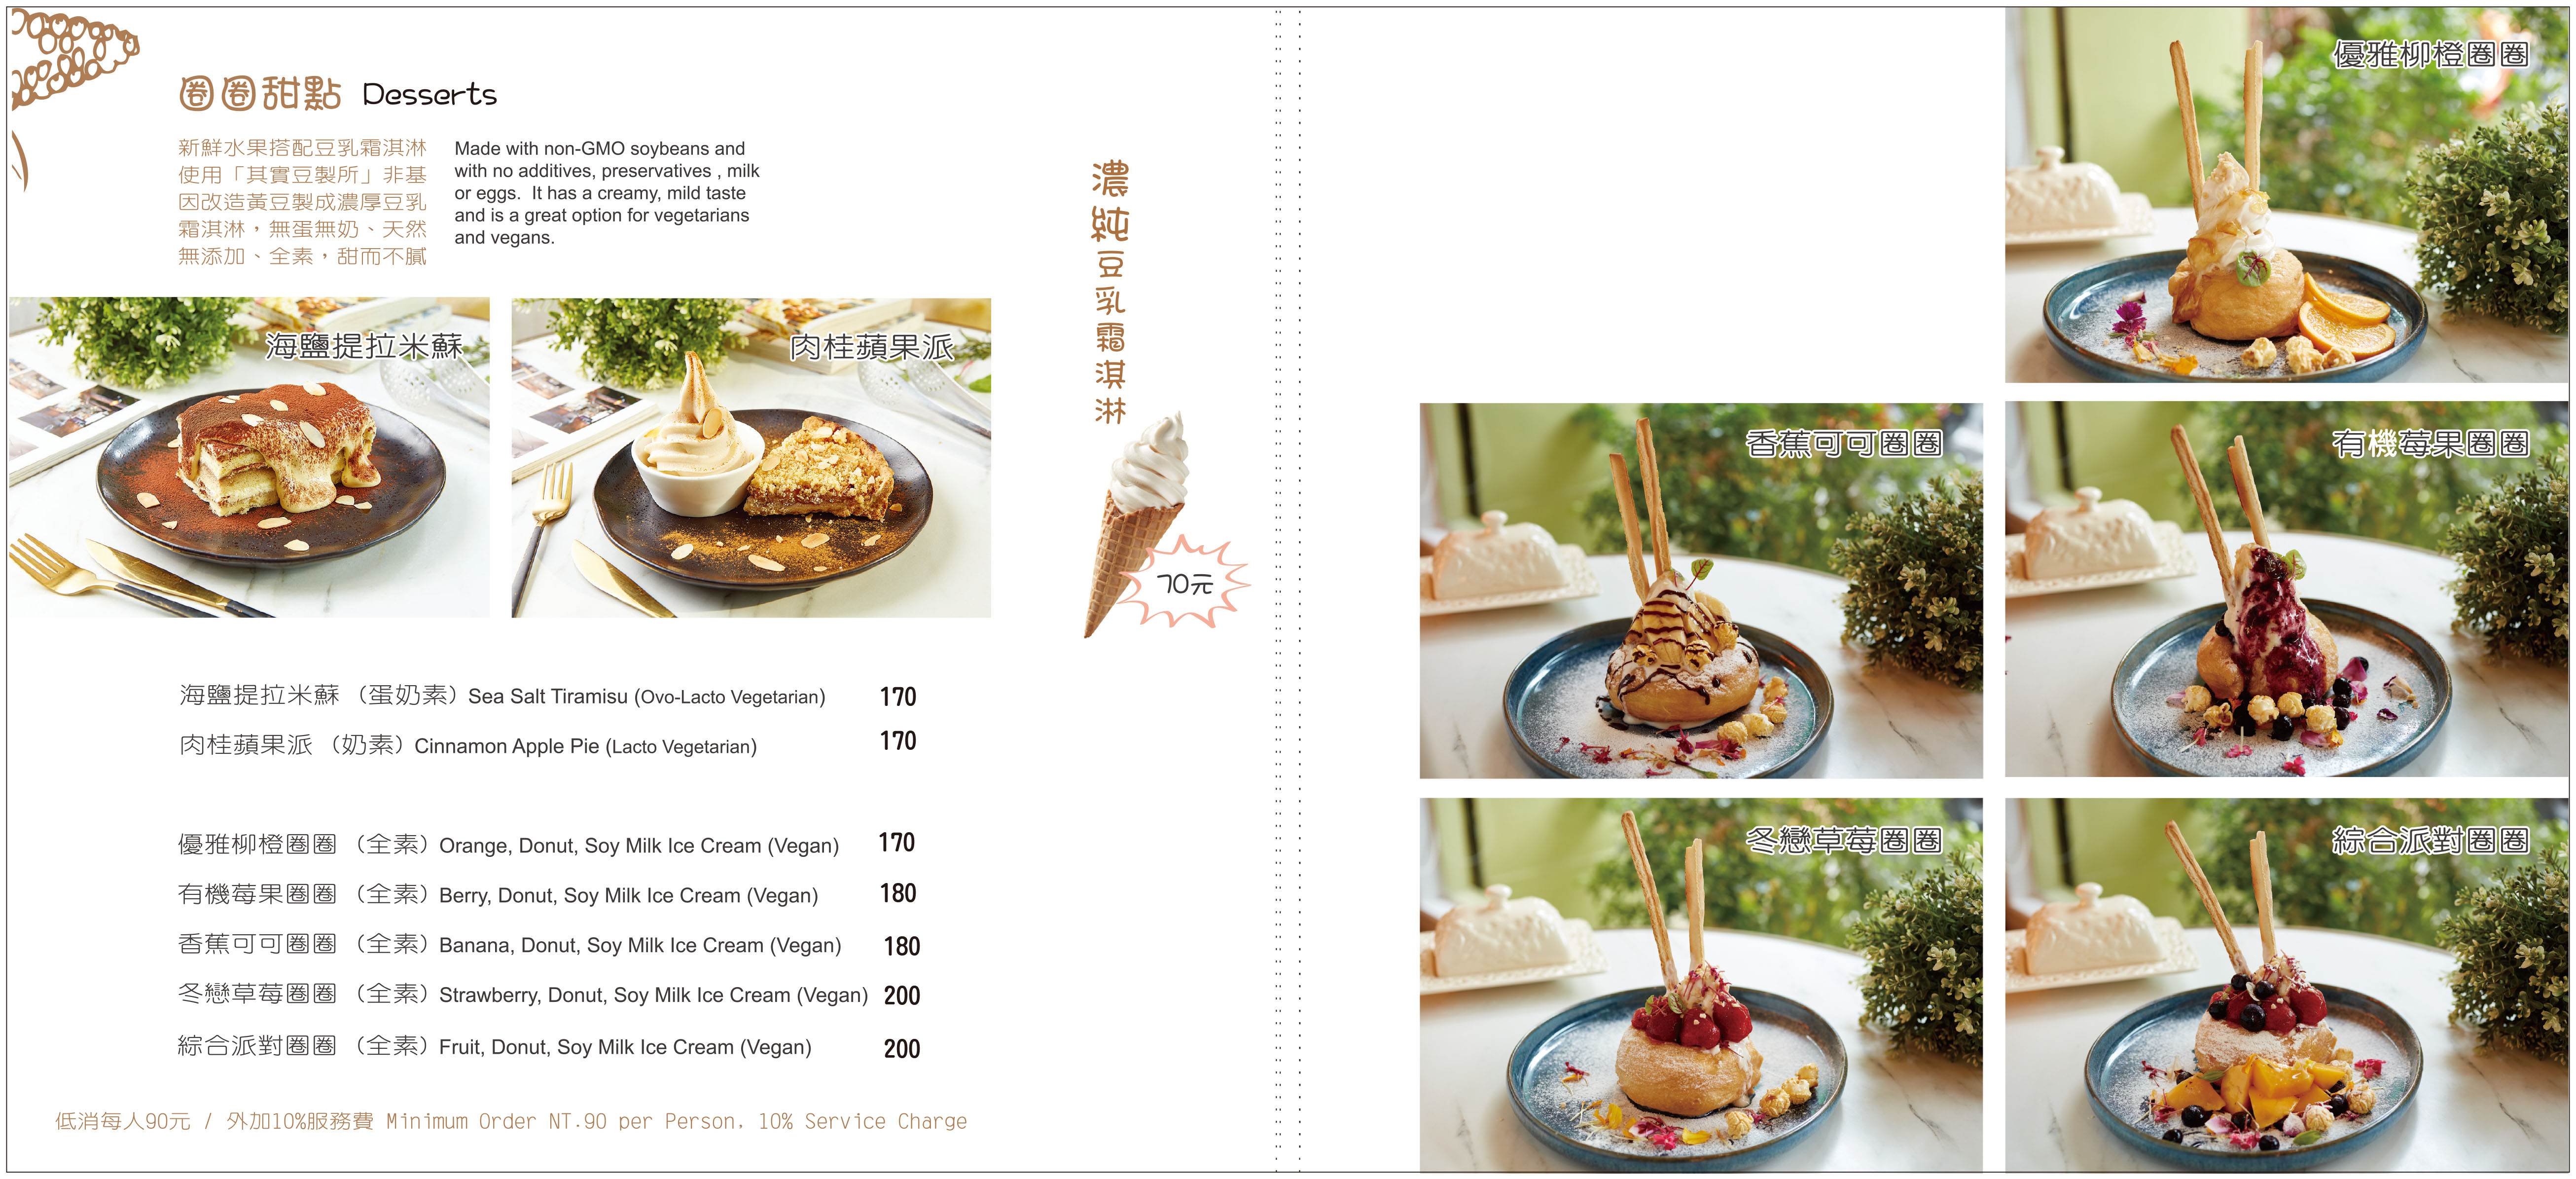 圈圈甜點 Desserts
新鮮水果搭配豆乳霜淇淋
使用「其實豆製所」非基
因改造黃豆製成濃厚豆乳
霜淇淋，無蛋無奶、天然
無添加、全素，甜而不膩
Made with non-GMO soybeans and
with no additives, preservatives , milk
or eggs. It has a creamy, mild taste
and is a great option for vegetarians
and vegans.
海鹽提拉米蘇
肉桂蘋果派
濃純豆乳霜淇淋
70元
海鹽提拉米蘇（蛋奶素）Sea Salt Tiramisu (Ovo-Lacto Vegetarian) 170
肉桂蘋果派（奶素）Cinnamon Apple Pie (Lacto Vegetarian) 170
優雅柳橙圈圈（全素）Orange, Donut, Soy Milk Ice Cream (Vegan) 170
有機莓果圈圈（全素）Berry, Donut, Soy Milk Ice Cream (Vegan) 180
香蕉可可圈圈（全素）Banana, Donut, Soy Milk Ice Cream (Vegan) 180
冬戀草莓圈圈（全素）Strawberry, Donut, Soy Milk Ice Cream (Vegan) 200
綜合派對圈圈（全素）Fruit, Donut, Soy Milk Ice Cream (Vegan) 200
低消每人90元 / 外加10%服務費 Minimum Order NT.90 per Person, 10% Service Charge
優雅柳橙圈圈
香蕉可可圈圈
有機莓果圈圈
冬戀草莓圈圈
綜合派對圈圈